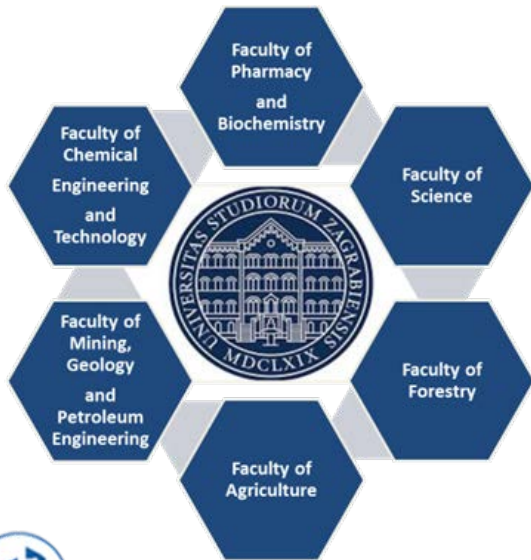 Faculty of
Pharmacy
and
Biochemistry
Faculty of
Science
Faculty of
Forestry
Faculty of
Agriculture
Faculty of
Mining,
Geology
and
Petroleum
Engineering
Faculty of
Chemical
Engineering
and
Technology
UNIVERSITAS STUDIORUM ZAGRABIENSIS
MDCLXIX